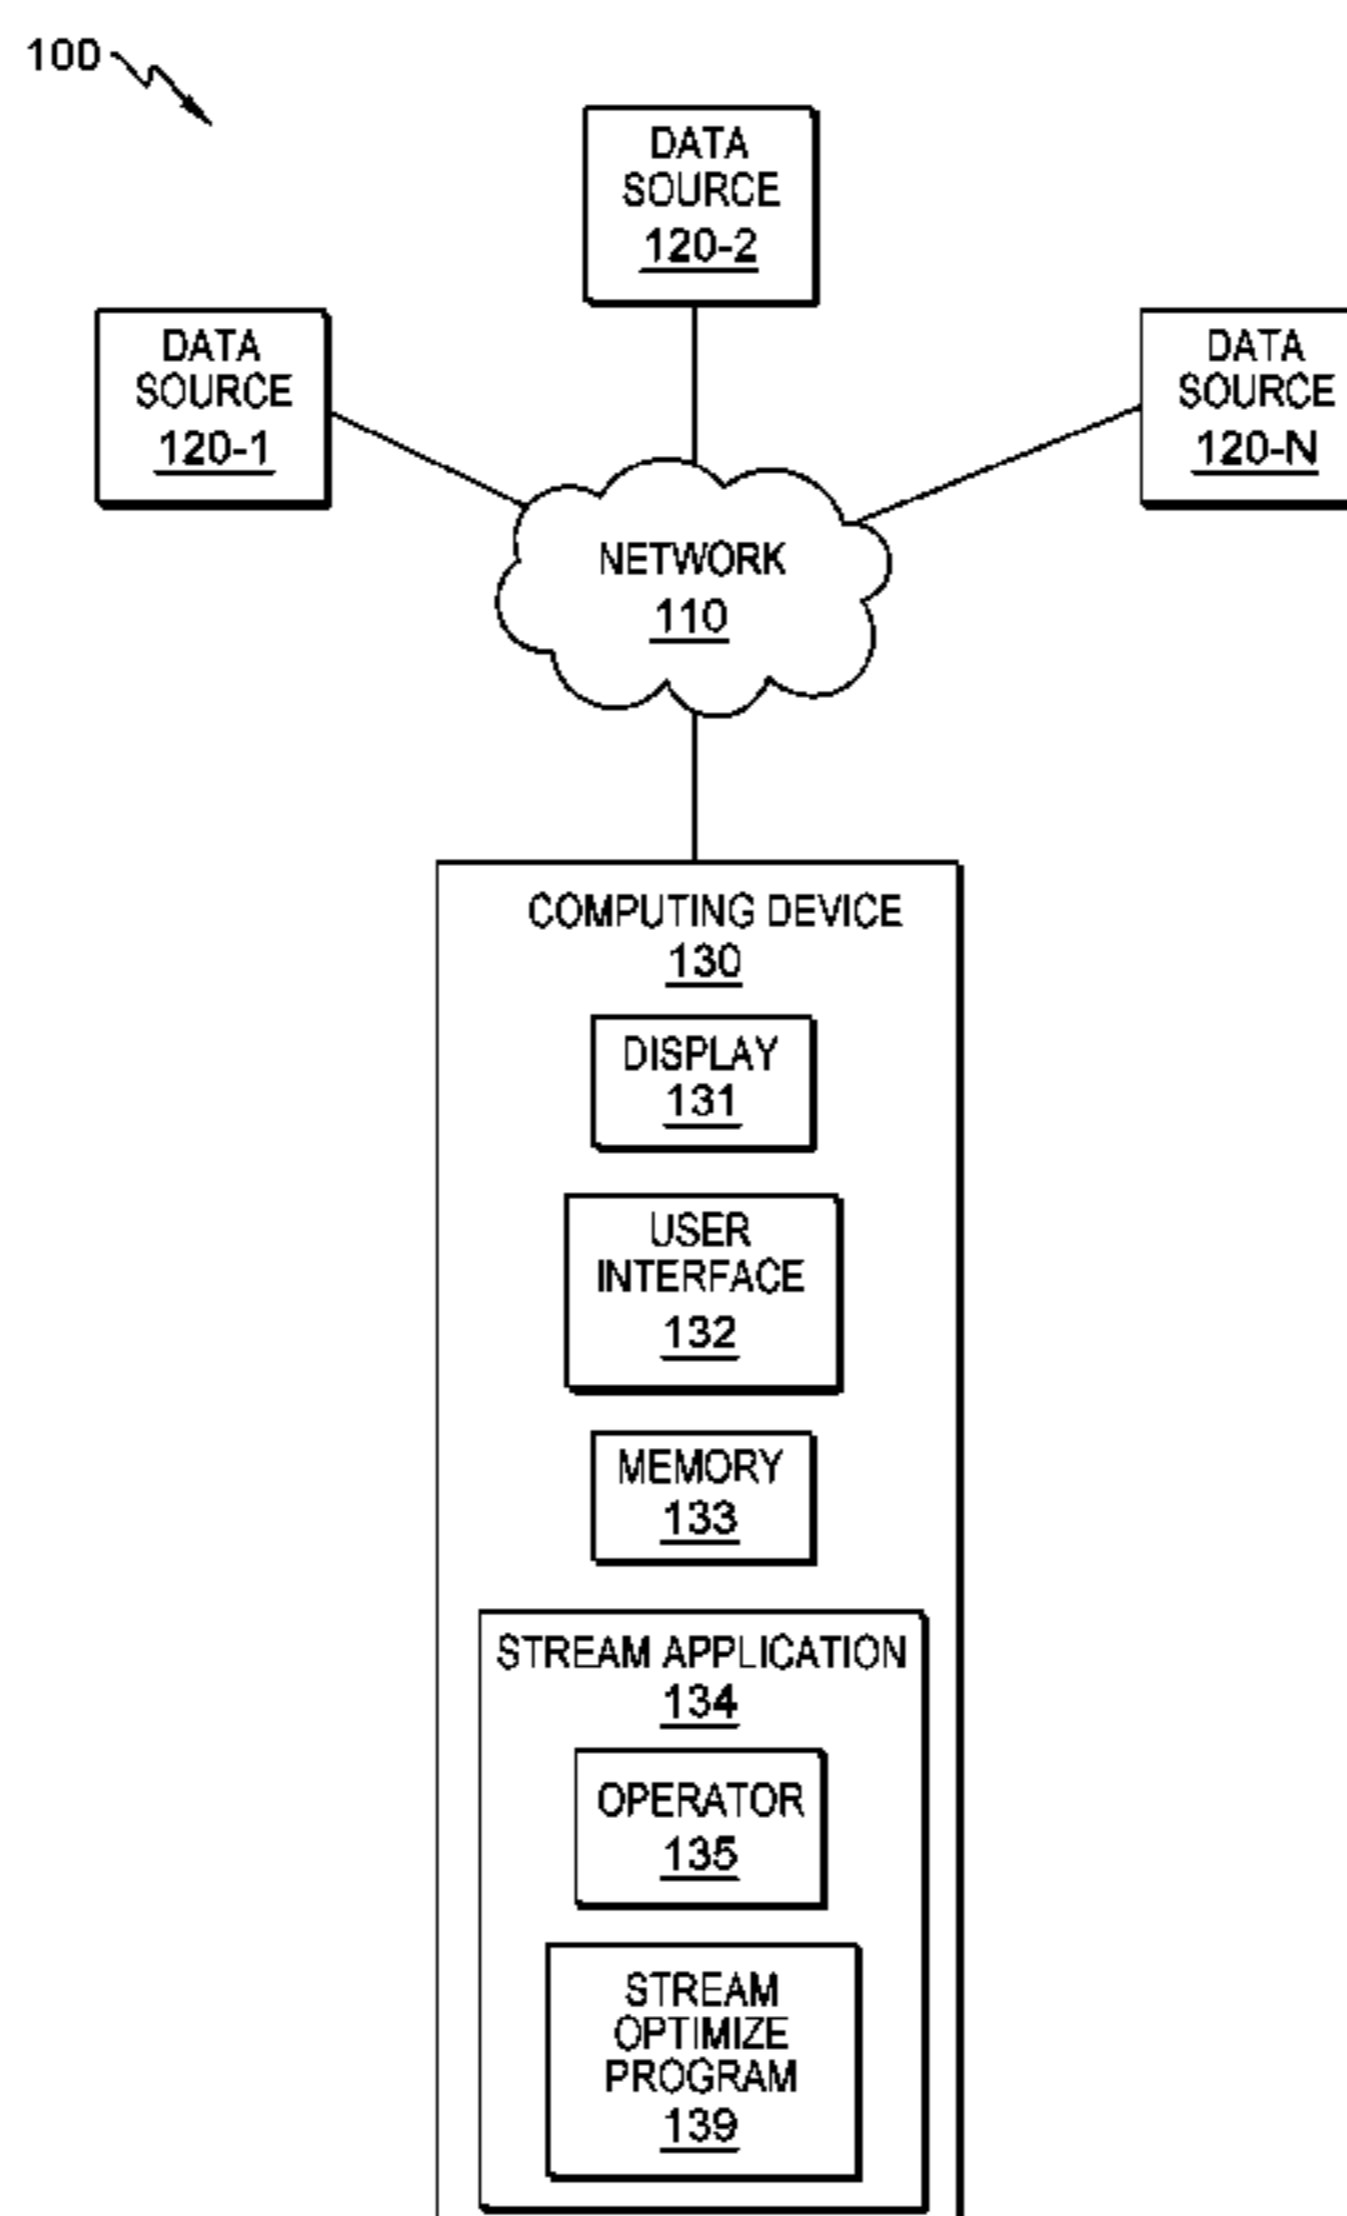 100
DATA
SOURCE
120-2
DATA
SOURCE
120-1
DATA
SOURCE
120-N
NETWORK
110
COMPUTING DEVICE
130
DISPLAY
131
USER
INTERFACE
132
MEMORY
133
STREAM APPLICATION
134
OPERATOR
135
STREAM
OPTIMIZE
PROGRAM
139